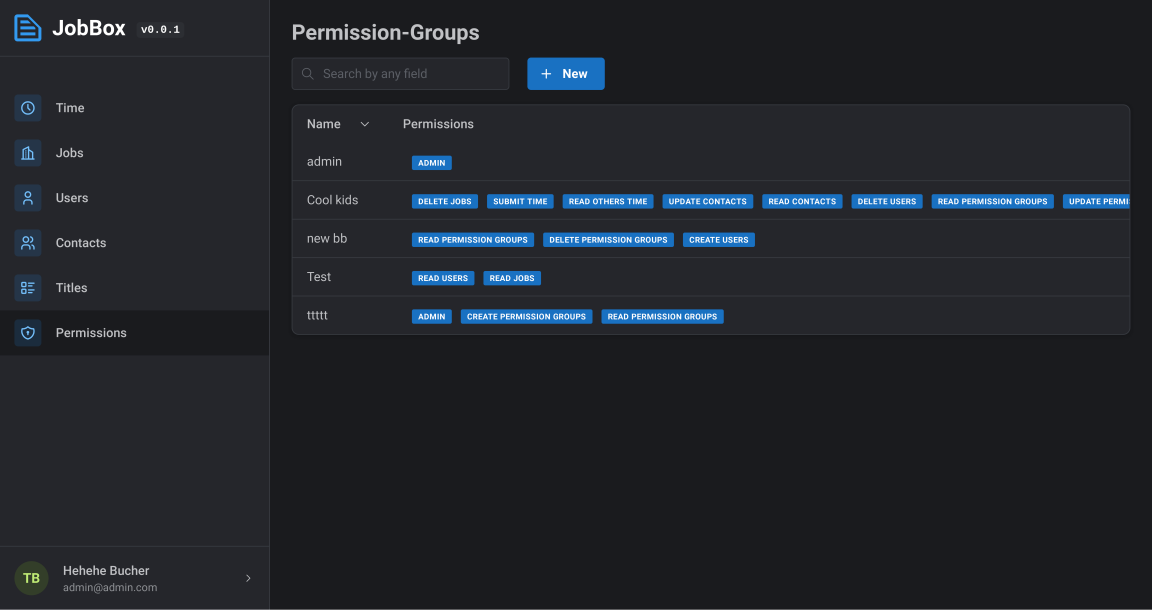 JobBox v0.0.1
Time
Jobs
Users
Contacts
Titles
Permissions
TB
Hehehe Bucher
admin@admin.com
Permission-Groups
Search by any field
New
Name Permissions
admin ADMIN
Cool kids DELETE JOBS SUBMIT TIME READ OTHERS TIME UPDATE CONTACTS READ CONTACTS DELETE USERS READ PERMISSION GROUPS UPDATE PERMI
new bb READ PERMISSION GROUPS DELETE PERMISSION GROUPS CREATE USERS
Test READ USERS READ JOBS
ttttt ADMIN CREATE PERMISSION GROUPS READ PERMISSION GROUPS